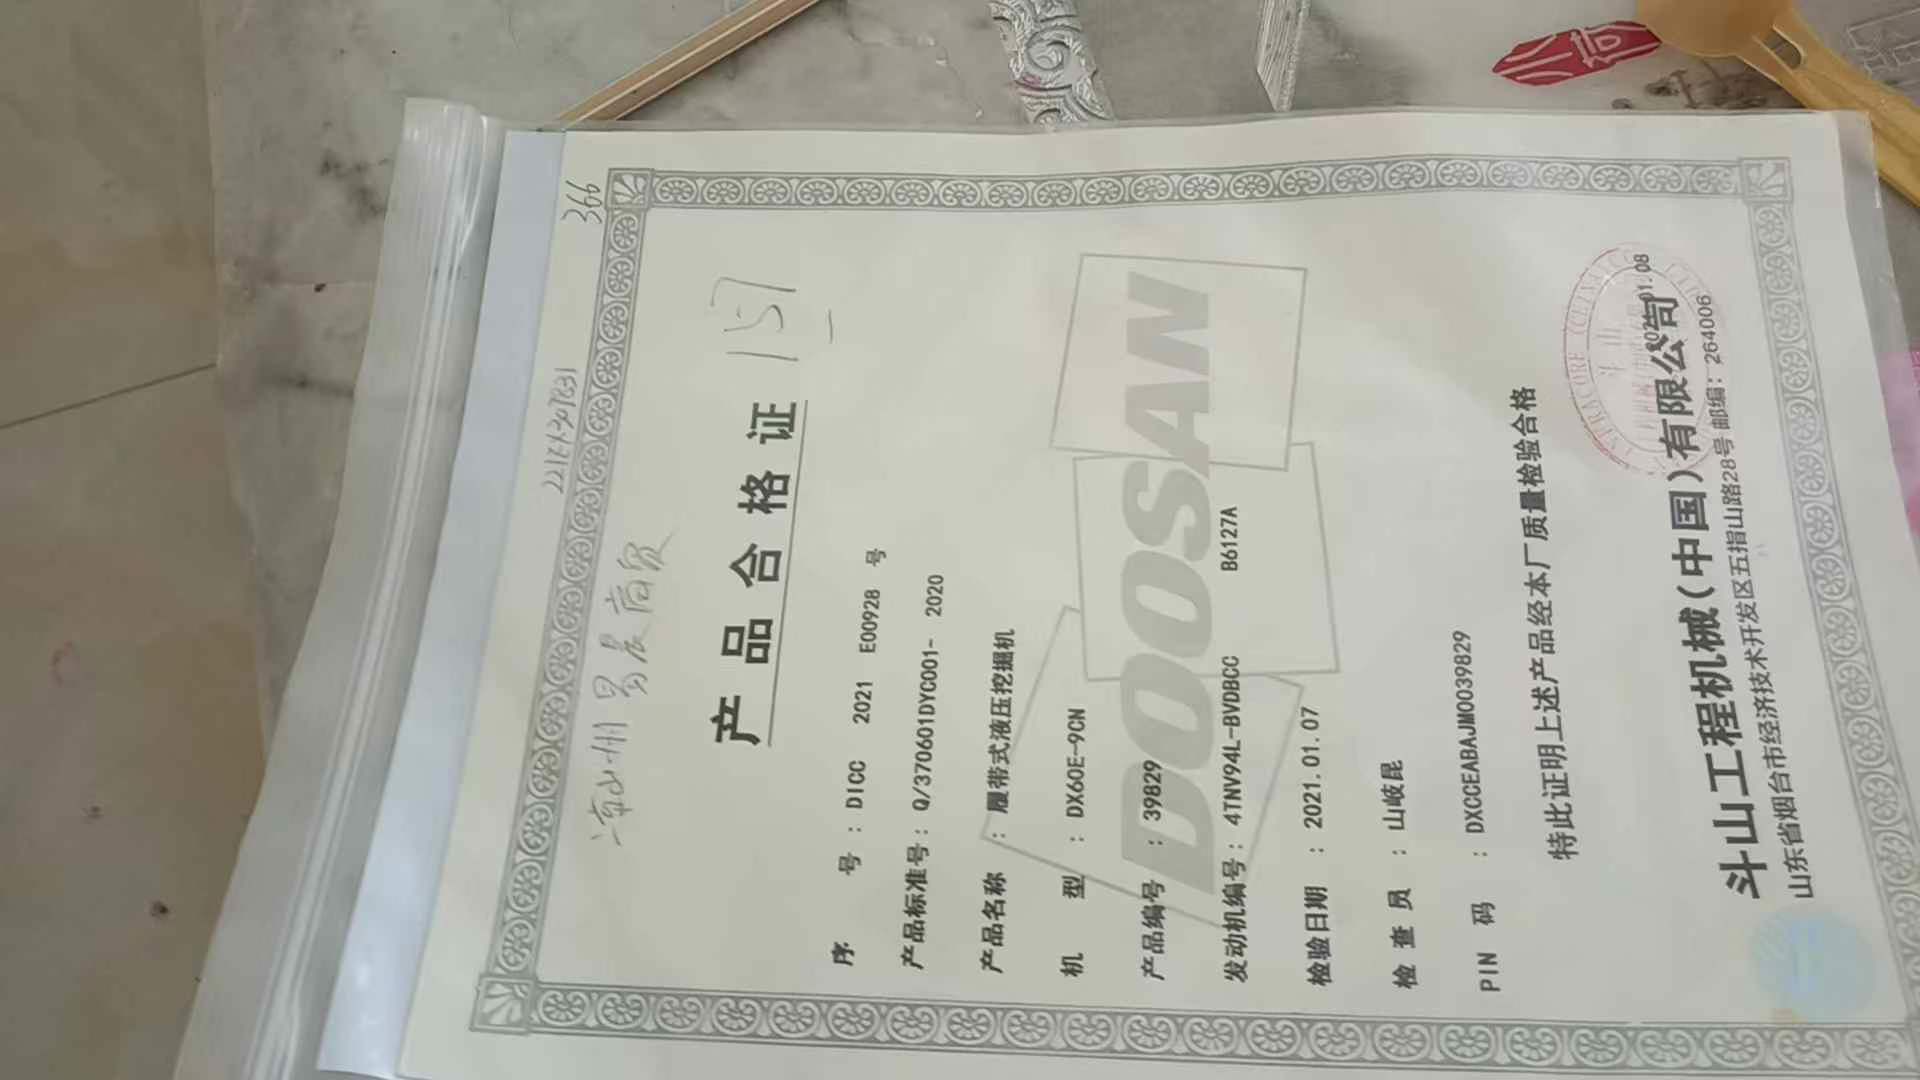 366
产品合格证
157
序号：DICC 2021 E00928 号
产品标准号：Q/370601DYC001- 2020
产品名称：履带式液压挖掘机
机型：DX60E-9CN
产品编号：39829
发动机编号：4TNV94L-BVDBCC B6127A
检验日期：2021.01.07
检查员：山岐昆
PIN 码：DXCCEABAJM0039829
DOOSAN
特此证明上述产品经本厂质量检验合格
斗山工程机械(中国)有限公司
山东省烟台市经济技术开发区五指山路28号 邮编：264006